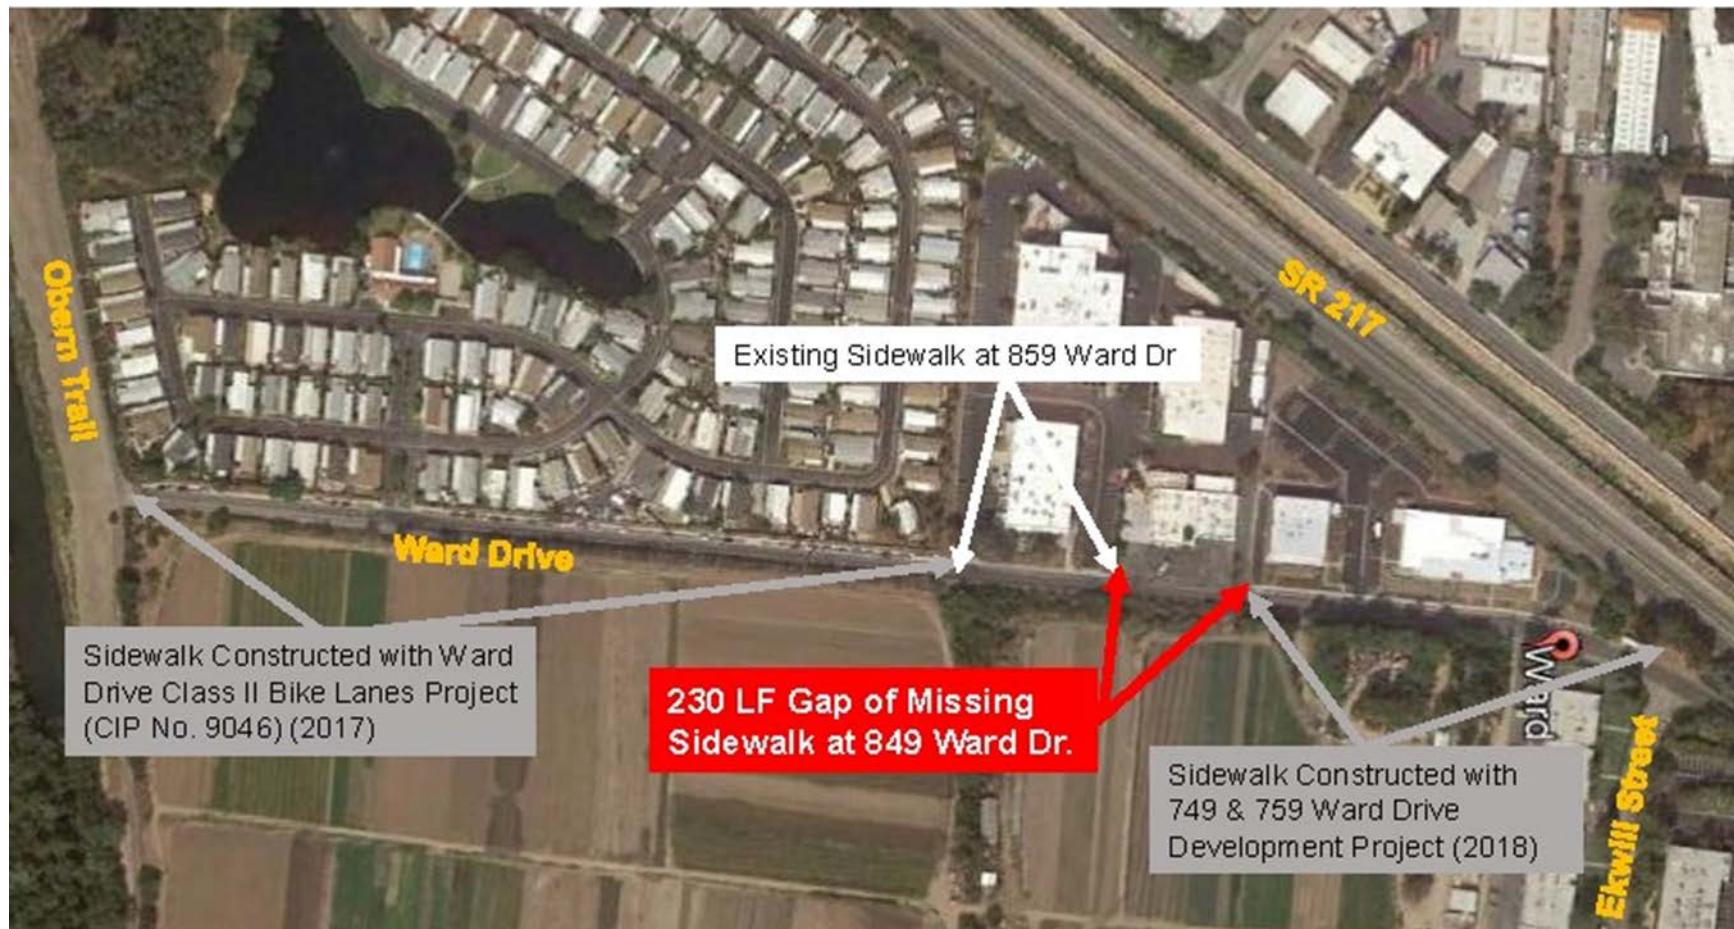 SR 217
Obern Trail
Existing Sidewalk at 859 Ward Dr
Ward Drive
Sidewalk Constructed with Ward
Drive Class II Bike Lanes Project
(CIP No. 9046) (2017)
230 LF Gap of Missing
Sidewalk at 849 Ward Dr.
Ward
Sidewalk Constructed with
749 & 759 Ward Drive
Development Project (2018)
Ekwill Street